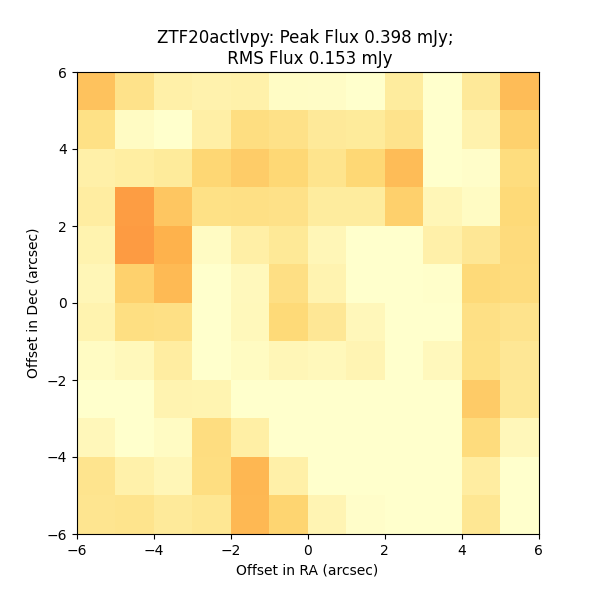 ZTF20actlvpy: Peak Flux 0.398 mJy;
RMS Flux 0.153 mJy
6
4
2
0
−2
−4
−6
Offset in Dec (arcsec)
−6 −4 −2 0 2 4 6
Offset in RA (arcsec)